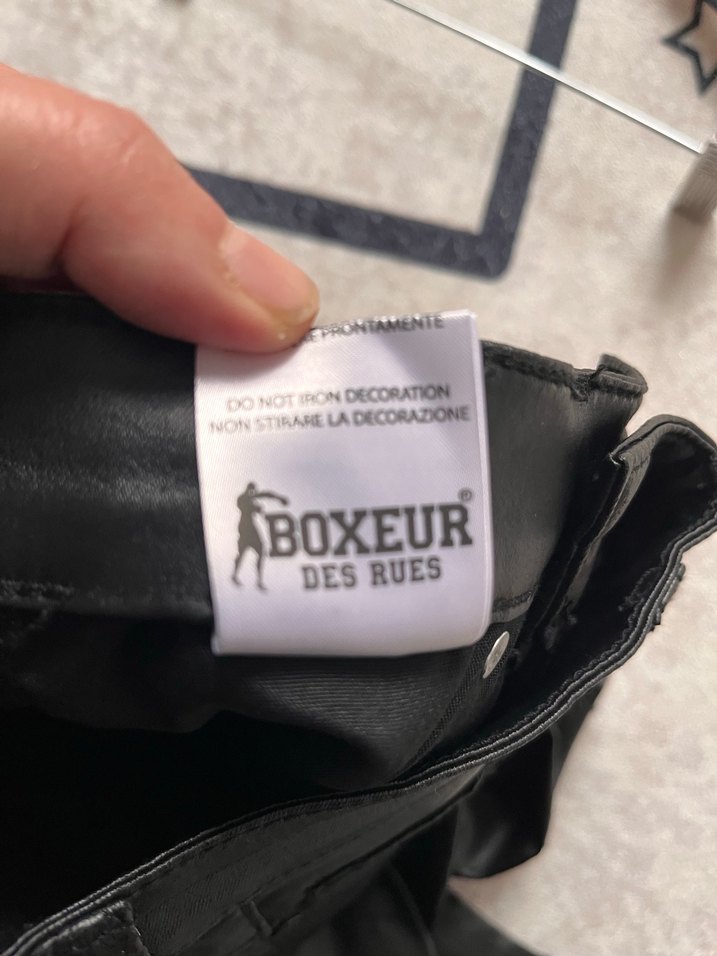 PRONTAMENTE
DO NOT IRON DECORATION
NON STIRARE LA DECORAZIONE
BOXEUR®
DES RUES